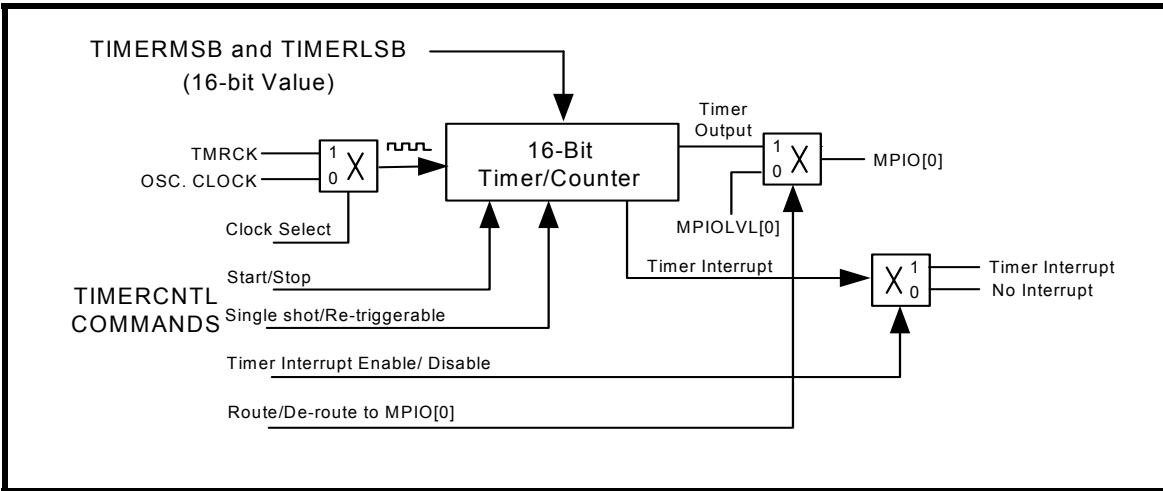 TIMERMSB and TIMERLSB
(16-bit Value)
Timer
Output
TMRCK
OSC. CLOCK
1
0
X
16-Bit
Timer/Counter
1
0
X
MPIO[0]
Clock Select
MPIOLVL[0]
Start/Stop
Timer Interrupt
X
1
0
Timer Interrupt
No Interrupt
TIMERCNTL
COMMANDS
Single shot/Re-triggerable
Timer Interrupt Enable/ Disable
Route/De-route to MPIO[0]